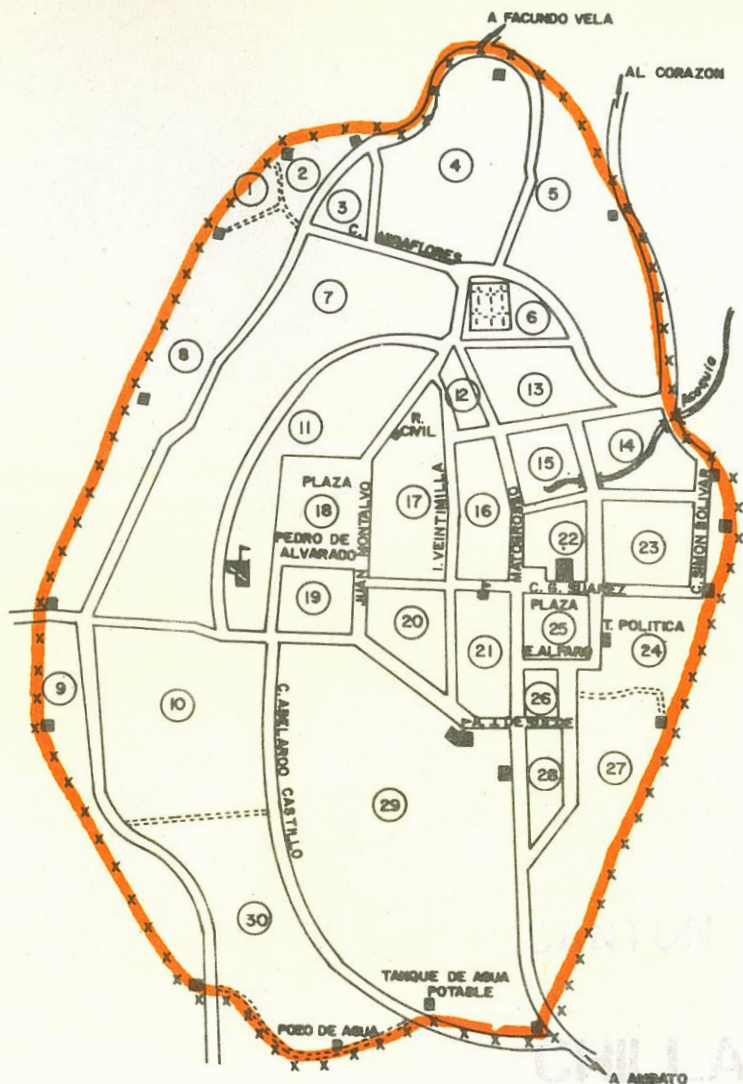 A FACUNDO VELA
AL CORAZON
1
2
3
4
5
C. MIRAFLORES
6
7
8
Acequia
12
13
R.
CIVIL
11
14
15
PLAZA
18
JUAN MONTALVO
17
I. VEINTIMILLA
16
PEDRO DE
ALVARADO
22
23
C. SIMON BOLIVAR
C. G. SUAREZ
19
20
21
PLAZA
25
E. ALFARO
T. POLITICA
24
9
10
C. ABELARDO CASTILLO
26
A. J. DE SUCRE
27
28
29
30
TANQUE DE AGUA
POTABLE
POZO DE AGUA
A AMBATO